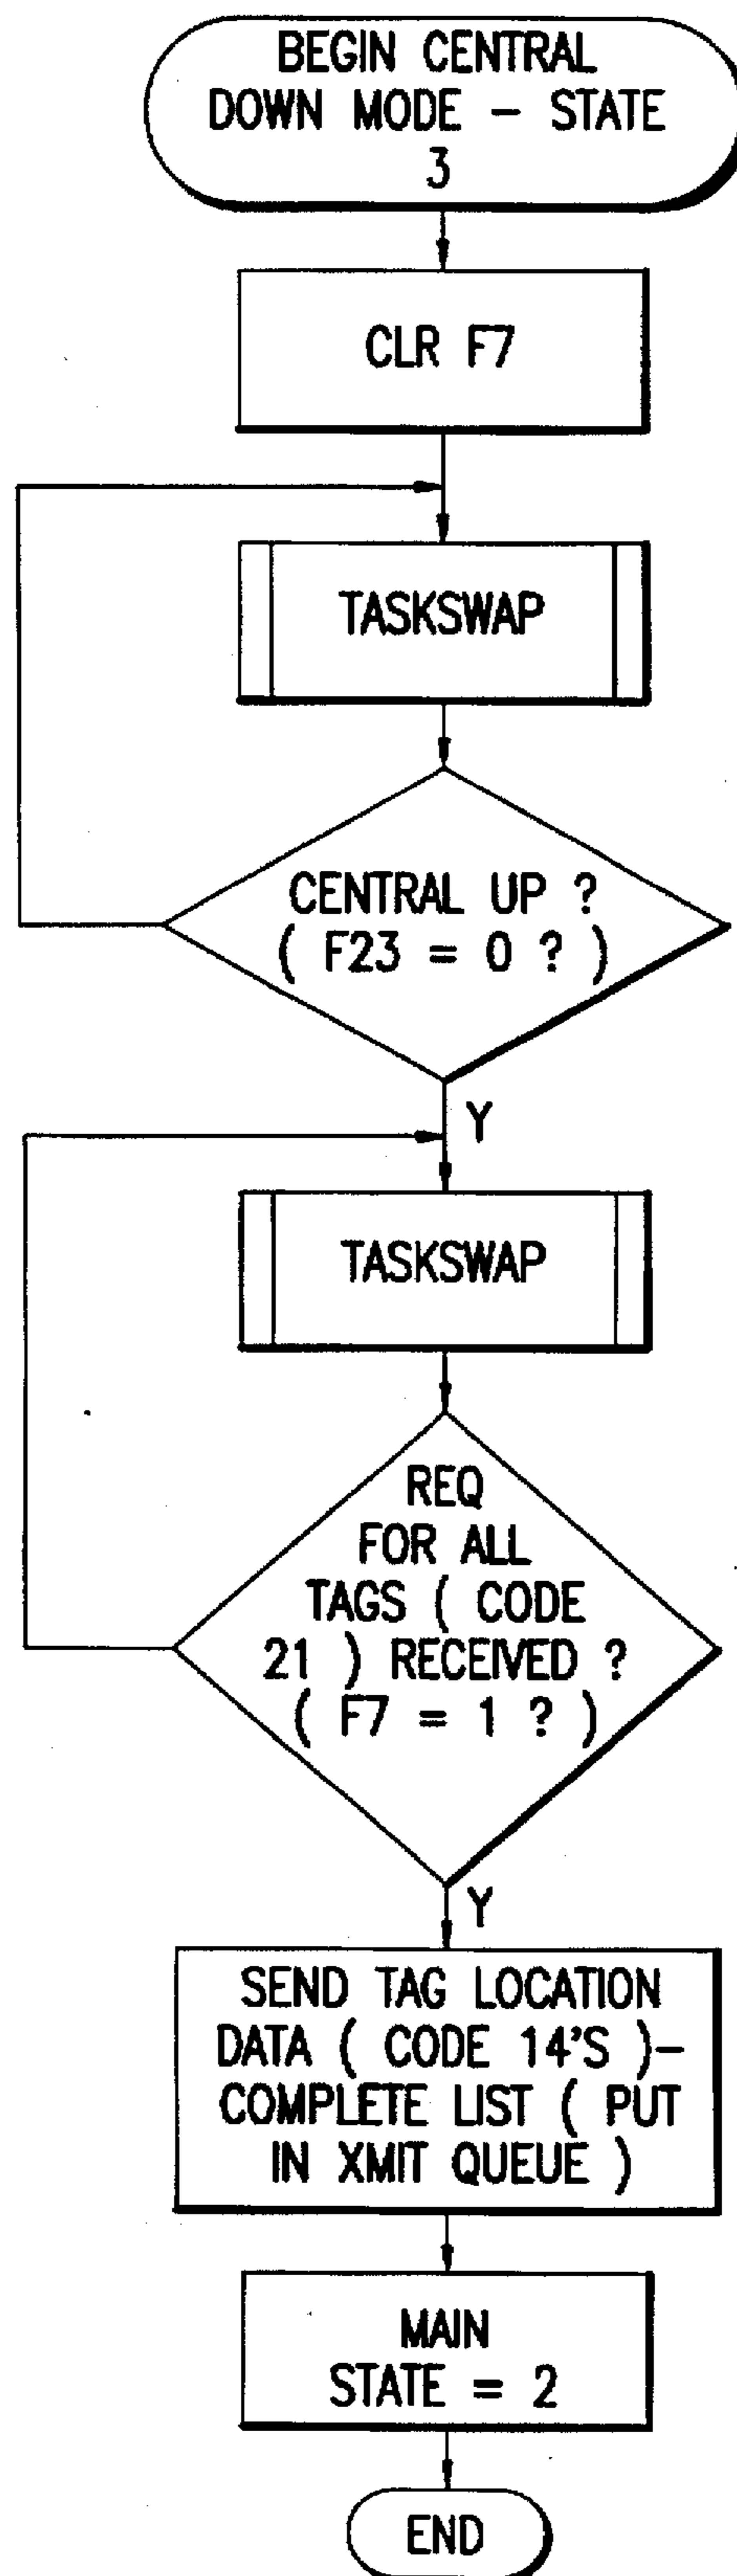 BEGIN CENTRAL
DOWN MODE - STATE
3
CLR F7
TASKSWAP
CENTRAL UP ?
( F23 = 0 ? )
Y
TASKSWAP
REQ
FOR ALL
TAGS ( CODE
21 ) RECEIVED ?
( F7 = 1 ? )
Y
SEND TAG LOCATION
DATA ( CODE 14'S )-
COMPLETE LIST ( PUT
IN XMIT QUEUE )
MAIN
STATE = 2
END